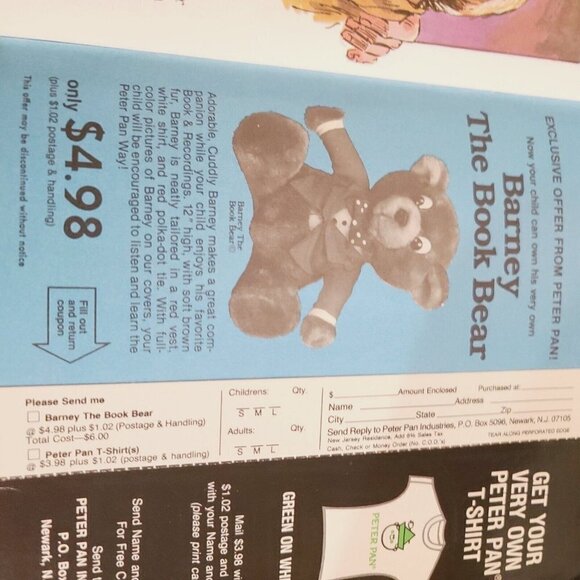 EXCLUSIVE OFFER FROM PETER PAN!
Now your child can own his very own
Barney
The Book Bear
Barney The
Book Bear©
Adorable, Cuddly Barney makes a great com-
panion while your child enjoys his favorite
Book & Recordings. 12" high, with soft brown
fur, Barney is neatly tailored in a red vest,
white shirt, and red polka-dot tie. With full-
color pictures of Barney on our covers, your
child will be encouraged to listen and learn the
Peter Pan Way!
only $4.98
(plus $1.02 postage & handling)
This offer may be discontinued without notice
Fill out
and return
coupon
Please Send me
Barney The Book Bear
@ $4.98 plus $1.02 (Postage & Handling)
Total Cost—$6.00
Peter Pan T-Shirt(s)
@ $3.98 plus $1.02 (postage & handling)
Childrens: Qty.
S M L
Adults: Qty.
S M L
$ Amount Enclosed Purchased at
Name Address
City State Zip
Send Reply to Peter Pan Industries, P.O. Box 5096, Newark, N.J. 07105
New Jersey Residence, Add 6% Sales Tax
Cash, Check or Money Order (No C.O.D.'s)
TEAR ALONG PERFORATED EDGE
GET YOUR
VERY OWN
PETER PAN
T-SHIRT
PETER PAN®
GREEN ON WHI
Mail $3.98 w
$1.02 postage and
with your Name and
(please print ca
Send Name and
For Free C
Send
PETER PAN IN
P.O. Box
Newark, N